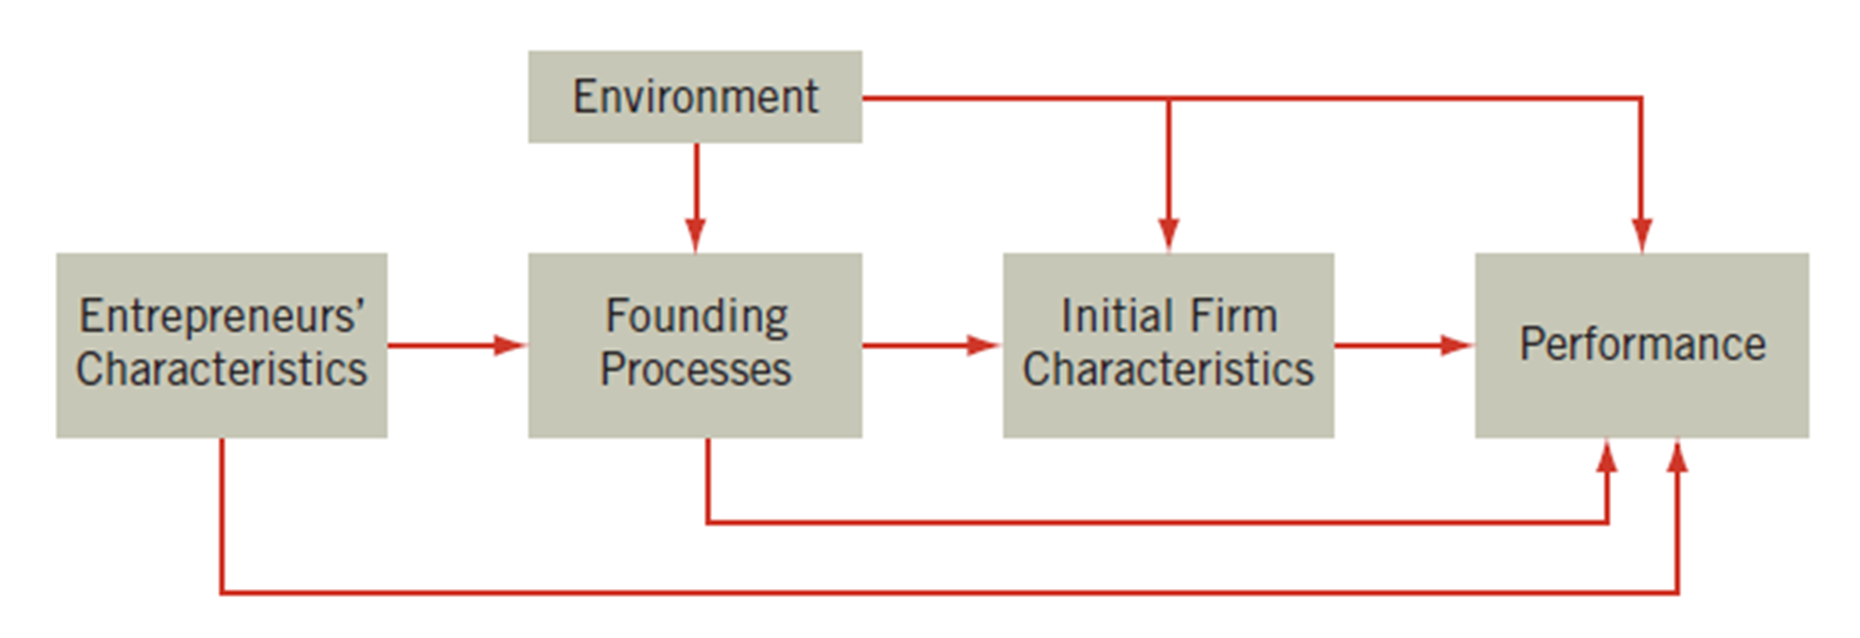 Environment
Entrepreneurs’
Characteristics
Founding
Processes
Initial Firm
Characteristics
Performance